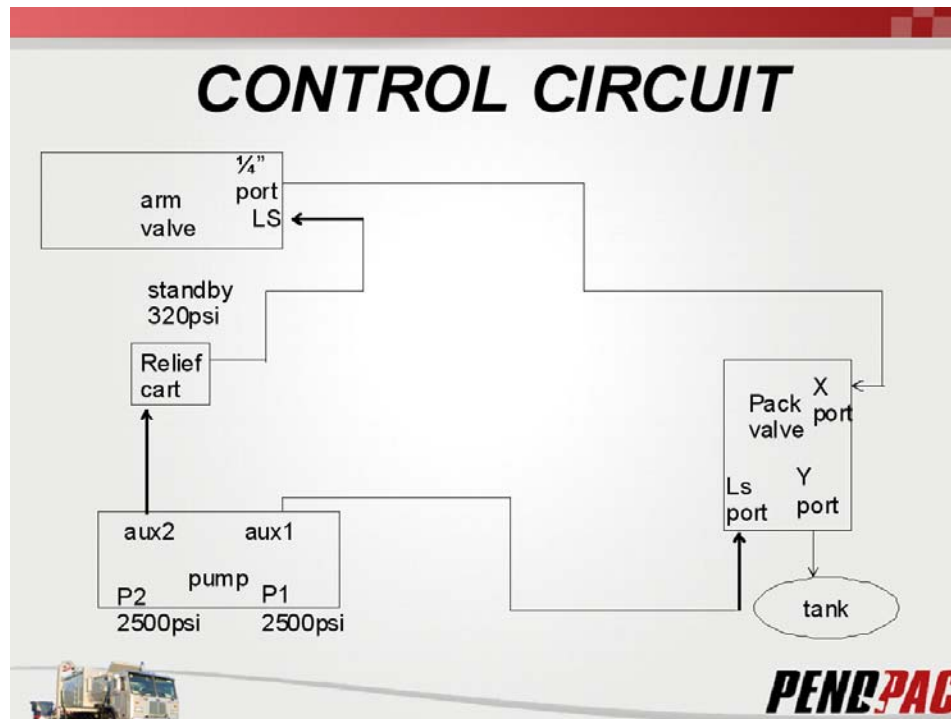 CONTROL CIRCUIT
¼”
port
LS
arm
valve
standby
320psi
Relief
cart
X
port
Pack
valve
Ls
port
Y
port
aux2
aux1
pump
P2
2500psi
P1
2500psi
tank
PENDPAC